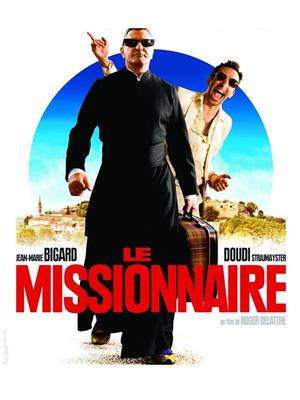 JEAN-MARIE BIGARD
DOUDI STRAJMAYSTER
LE
MISSIONNAIRE
un film de ROGER DELATTRE